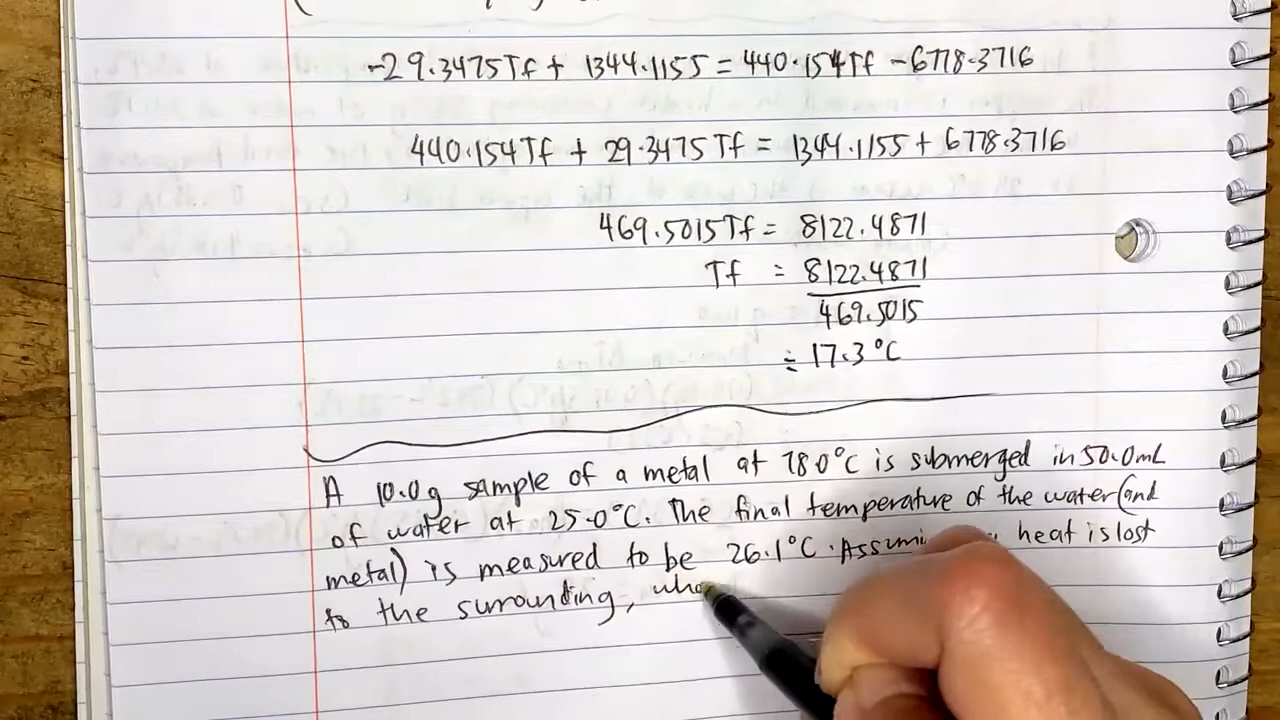 -29.3475Tf + 1344.1155 = 440.154Tf - 6778.3716
440.154Tf + 29.3475Tf = 1344.1155 + 6778.3716
469.5015Tf = 8122.4871
Tf = 8122.4871
469.5015
= 17.3°C
A 10.0g sample of a metal at 78.0°C is submerged in 50.0mL
of water at 25.0°C. The final temperature of the water (and
metal) is measured to be 26.1°C. heat is lost
to the surounding,